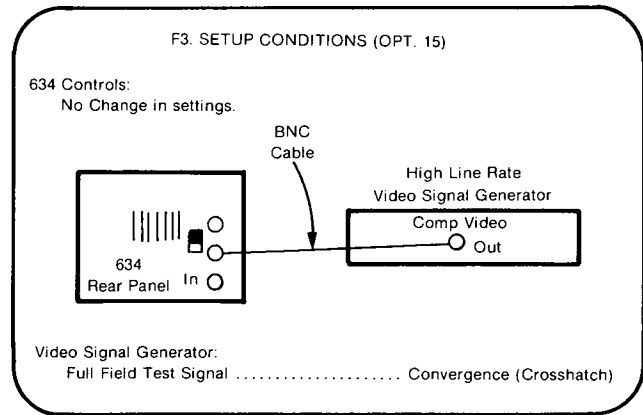 F3. SETUP CONDITIONS (OPT. 15)
634 Controls:
No Change in settings.
BNC
Cable
High Line Rate
Video Signal Generator
Comp Video
Out
634
Rear Panel
In
Video Signal Generator:
Full Field Test Signal ..................... Convergence (Crosshatch)